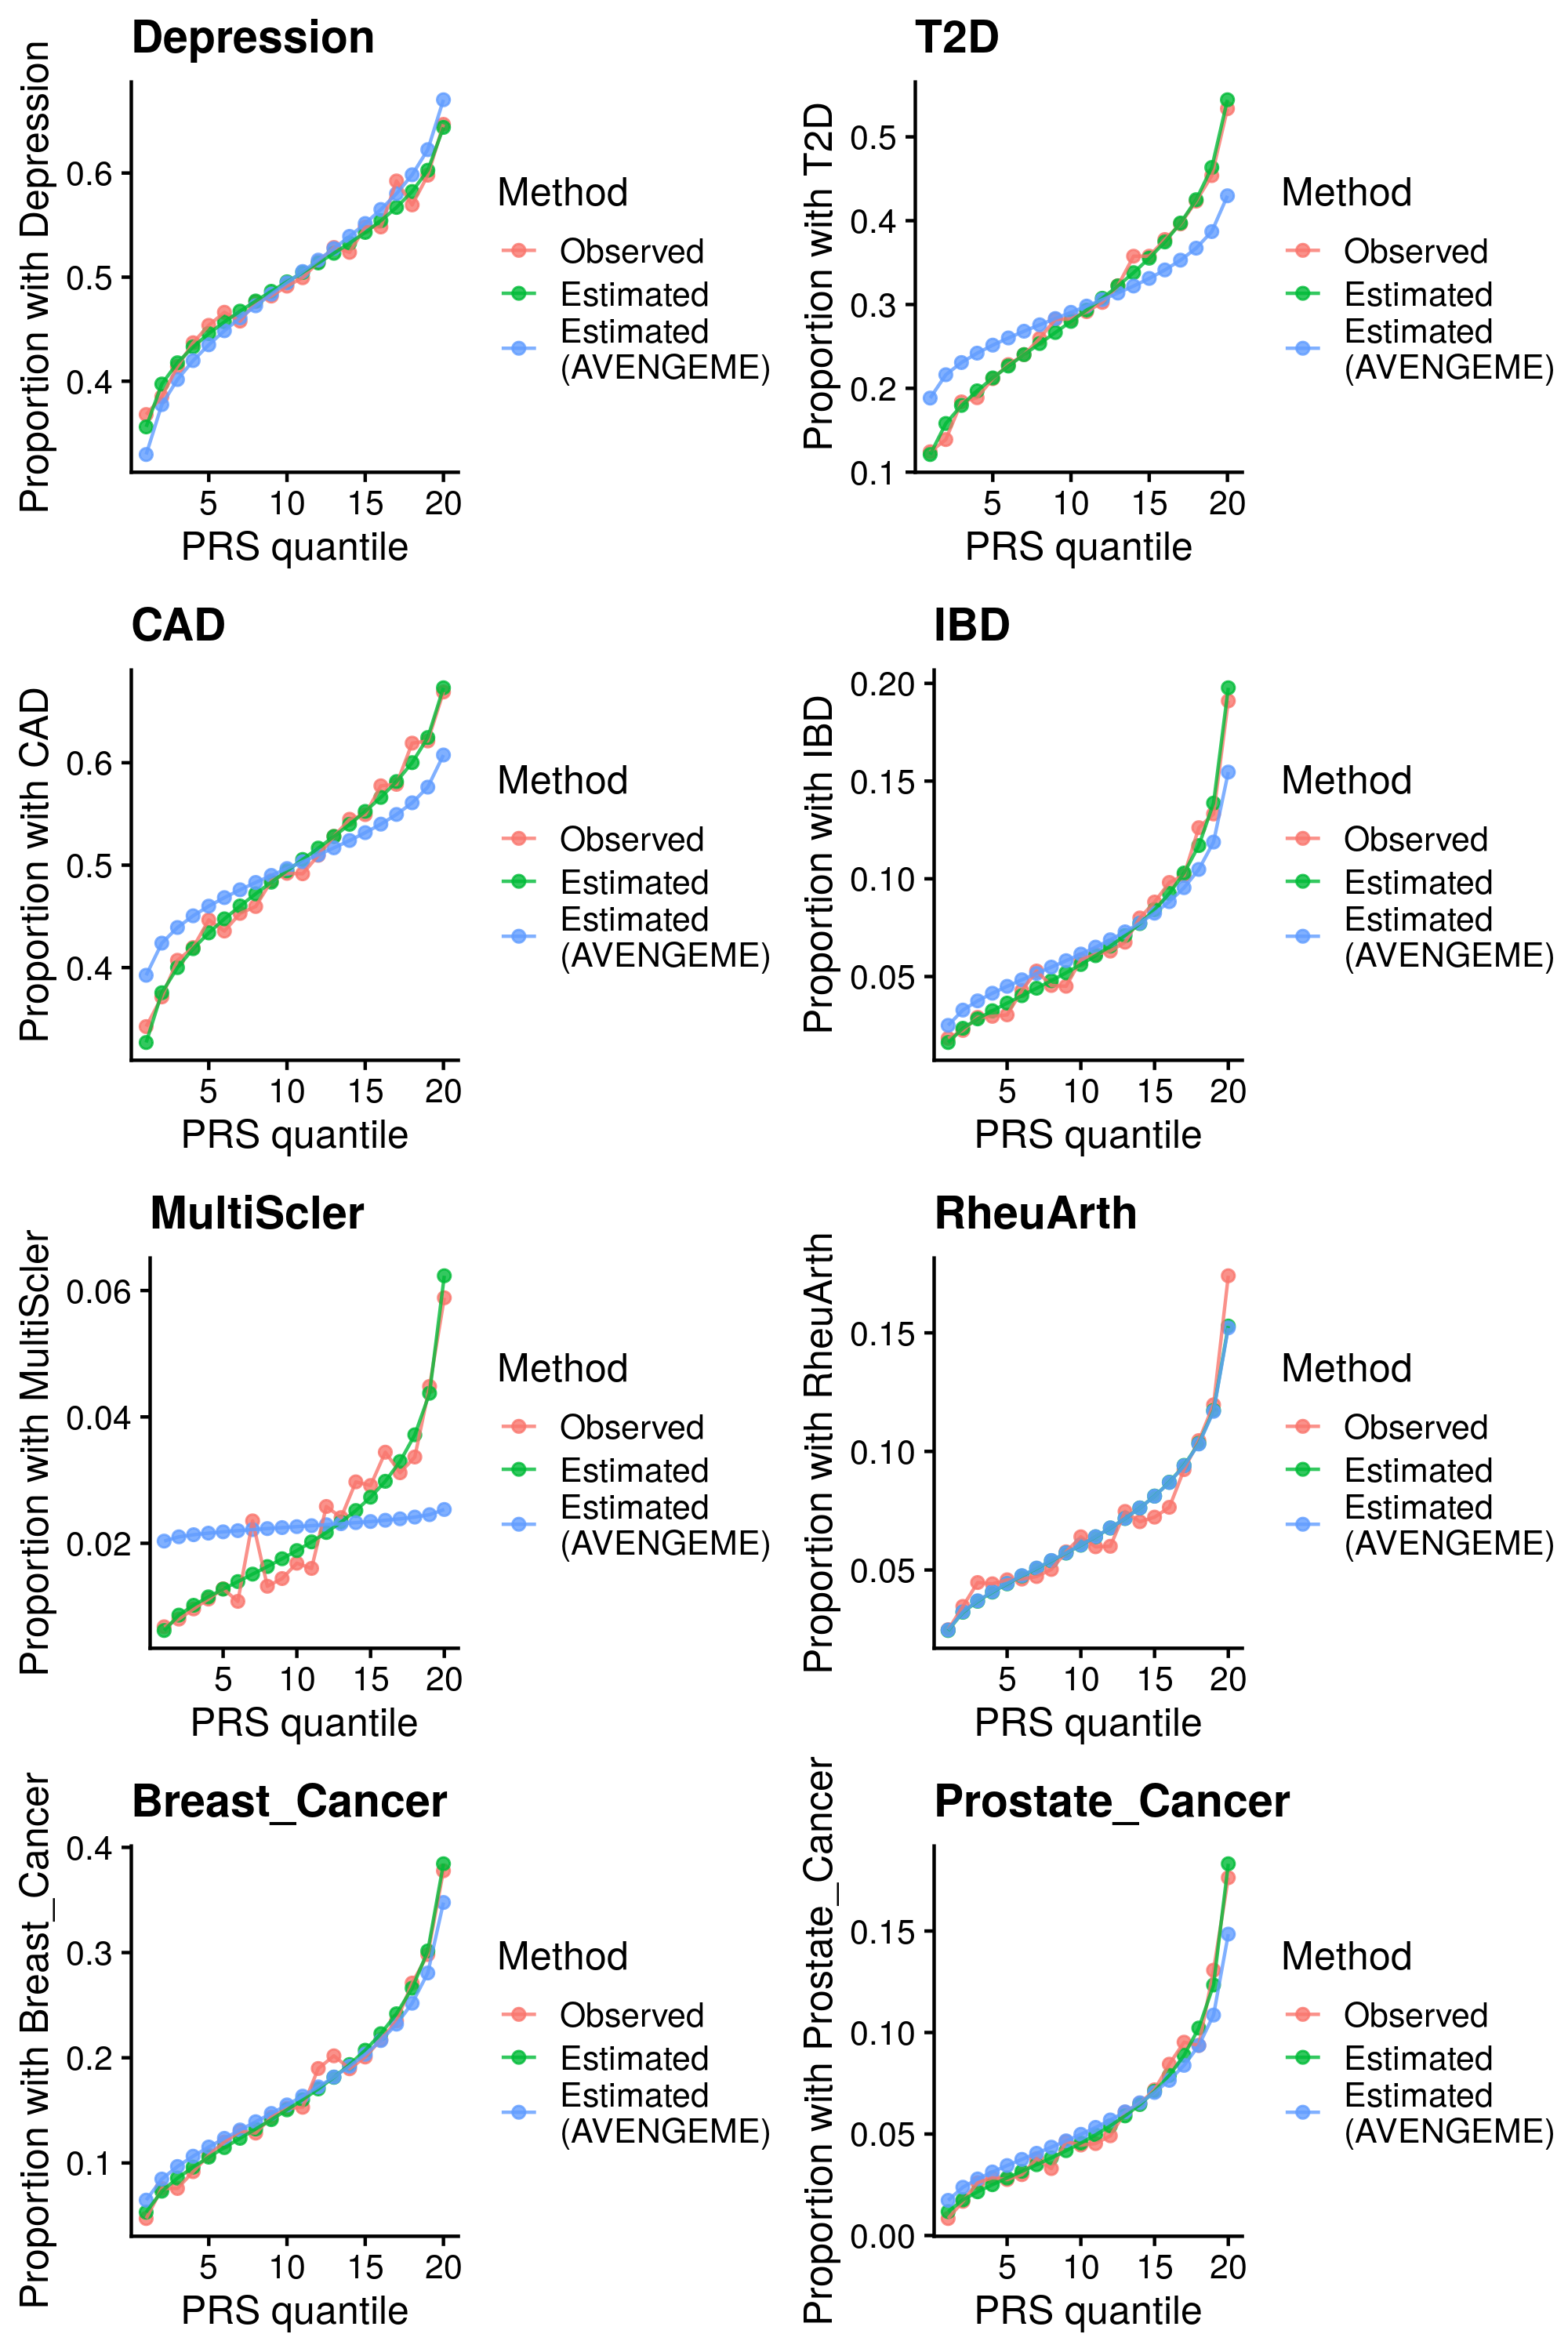 Depression
Proportion with Depression
0.6
0.5
0.4
5 10 15 20
PRS quantile
Method
Observed
Estimated
Estimated
(AVENGEME)
T2D
Proportion with T2D
0.5
0.4
0.3
0.2
0.1
5 10 15 20
PRS quantile
Method
Observed
Estimated
Estimated
(AVENGEME)
CAD
Proportion with CAD
0.6
0.5
0.4
5 10 15 20
PRS quantile
Method
Observed
Estimated
Estimated
(AVENGEME)
IBD
Proportion with IBD
0.20
0.15
0.10
0.05
5 10 15 20
PRS quantile
Method
Observed
Estimated
Estimated
(AVENGEME)
MultiScler
Proportion with MultiScler
0.06
0.04
0.02
5 10 15 20
PRS quantile
Method
Observed
Estimated
Estimated
(AVENGEME)
RheuArth
Proportion with RheuArth
0.15
0.10
0.05
5 10 15 20
PRS quantile
Method
Observed
Estimated
Estimated
(AVENGEME)
Breast_Cancer
Proportion with Breast_Cancer
0.4
0.3
0.2
0.1
5 10 15 20
PRS quantile
Method
Observed
Estimated
Estimated
(AVENGEME)
Prostate_Cancer
Proportion with Prostate_Cancer
0.15
0.10
0.05
0.00
5 10 15 20
PRS quantile
Method
Observed
Estimated
Estimated
(AVENGEME)